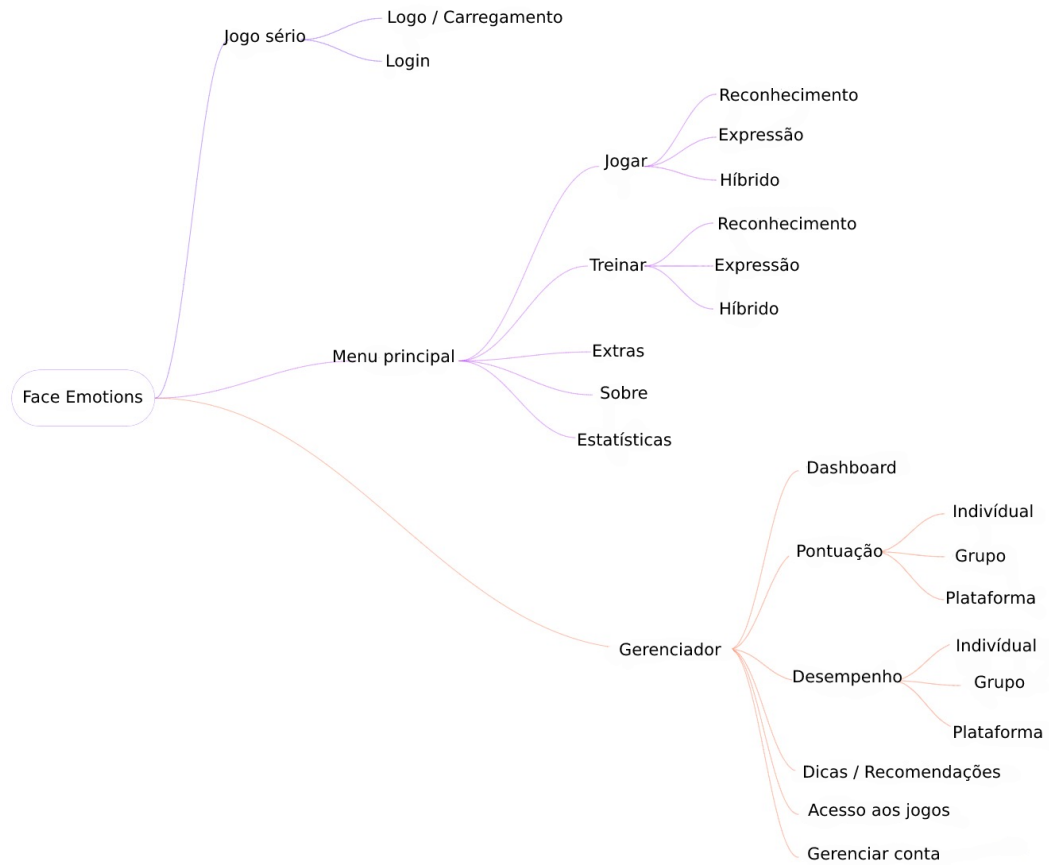 Jogo sério
Logo / Carregamento
Login
Face Emotions
Menu principal
Jogar
Reconhecimento
Expressão
Híbrido
Treinar
Reconhecimento
Expressão
Híbrido
Extras
Sobre
Estatísticas
Gerenciador
Dashboard
Pontuação
Indivídual
Grupo
Plataforma
Desempenho
Indivídual
Grupo
Plataforma
Dicas / Recomendações
Acesso aos jogos
Gerenciar conta